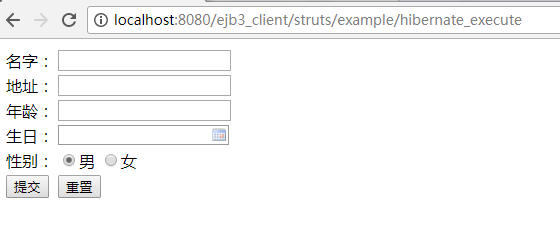 localhost:8080/ejb3_client/struts/example/hibernate_execute
名字：
地址：
年龄：
生日：
性别： 男 女
提交 重置